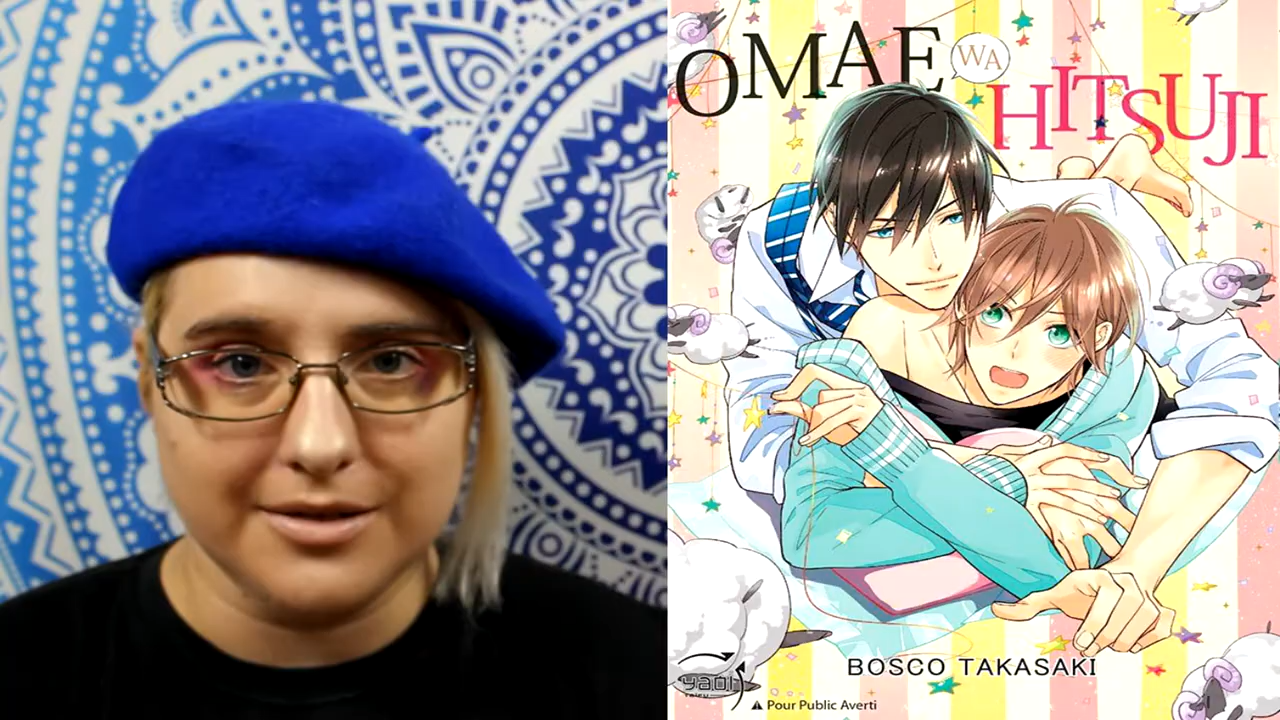 OMAE WA
HITSUJI
BOSCO TAKASAKI
yaoi
⚠ Pour Public Averti